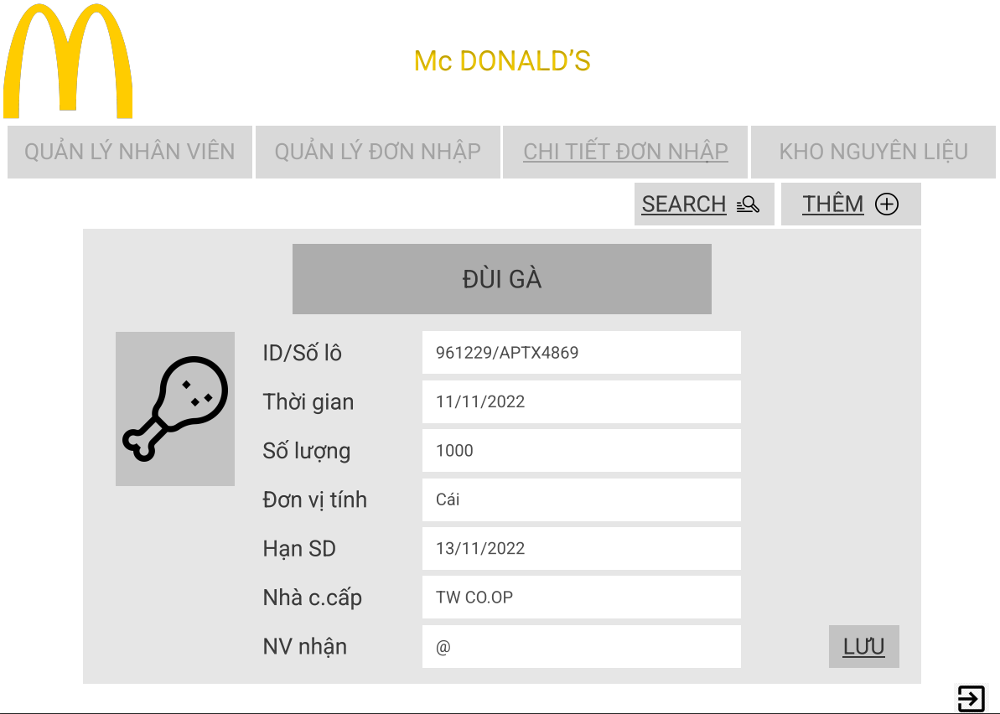 Mc DONALD’S
QUẢN LÝ NHÂN VIÊN QUẢN LÝ ĐƠN NHẬP CHI TIẾT ĐƠN NHẬP KHO NGUYÊN LIỆU
SEARCH THÊM
ĐÙI GÀ
ID/Số lô 961229/APTX4869
Thời gian 11/11/2022
Số lượng 1000
Đơn vị tính Cái
Hạn SD 13/11/2022
Nhà c.cấp TW CO.OP
NV nhận @
LƯU